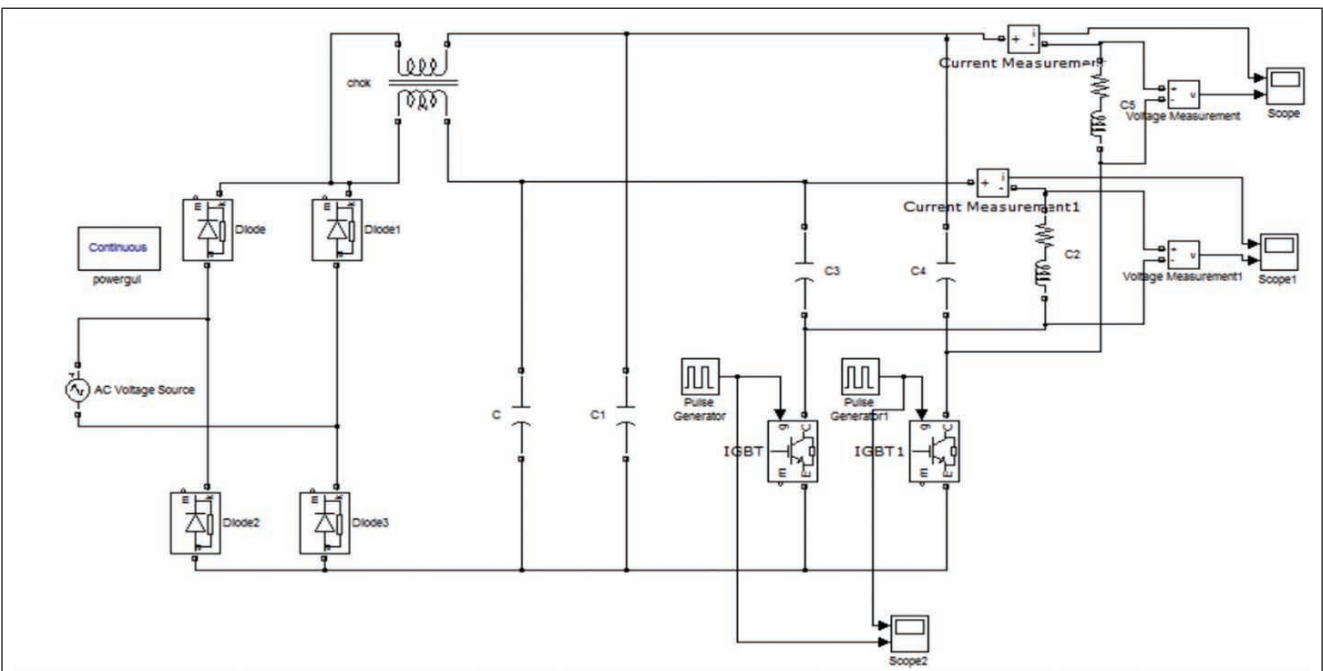 chok
Current Measurement
C5
Voltage Measurement
Scope
Diode
Diode1
Continuous
powergui
Current Measurement1
C2
Voltage Measurement1
Scope1
C3
C4
AC Voltage Source
C
C1
Pulse
Generator
Pulse
Generator1
IGBT
IGBT1
g
C
m
E
g
C
m
E
Diode2
Diode3
Scope2